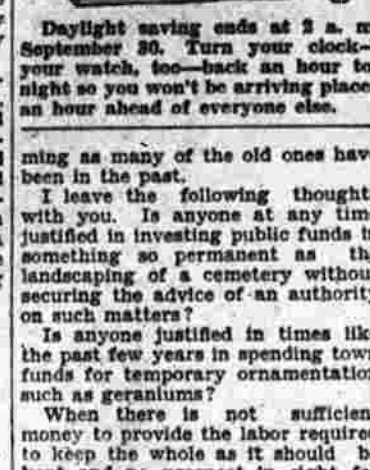 Daylight saving ends at 2 a. m
September 30. Turn your clock—
your watch, too—back an hour to
night so you won't be arriving place
an hour ahead of everyone else.
ming as many of the old ones have
been in the past.
I leave the following thought
with you. Is anyone at any tim
justified in investing public funds i
something so permanent as th
landscaping of a cemetery withou
securing the advice of an authority
on such matters?
Is anyone justified in times lik
the past few years in spending tow
funds for temporary ornamentatio
such as geraniums?
When there is not sufficien
money to provide the labor require
to keep the whole as it should b